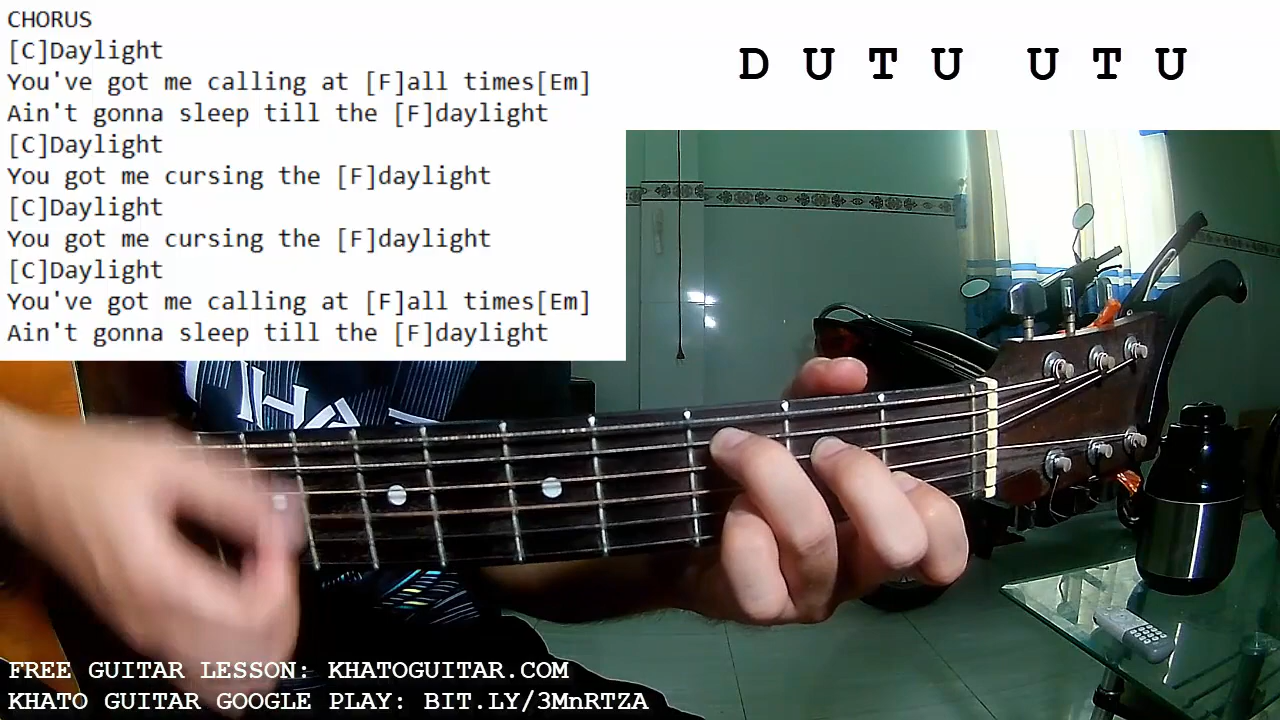 CHORUS
[C]Daylight
You've got me calling at [F]all times[Em]
Ain't gonna sleep till the [F]daylight
[C]Daylight
You got me cursing the [F]daylight
[C]Daylight
You got me cursing the [F]daylight
[C]Daylight
You've got me calling at [F]all times[Em]
Ain't gonna sleep till the [F]daylight
D U T U U T U
FREE GUITAR LESSON: KHATOGUITAR.COM
KHATO GUITAR GOOGLE PLAY: BIT.LY/3MnRTZA